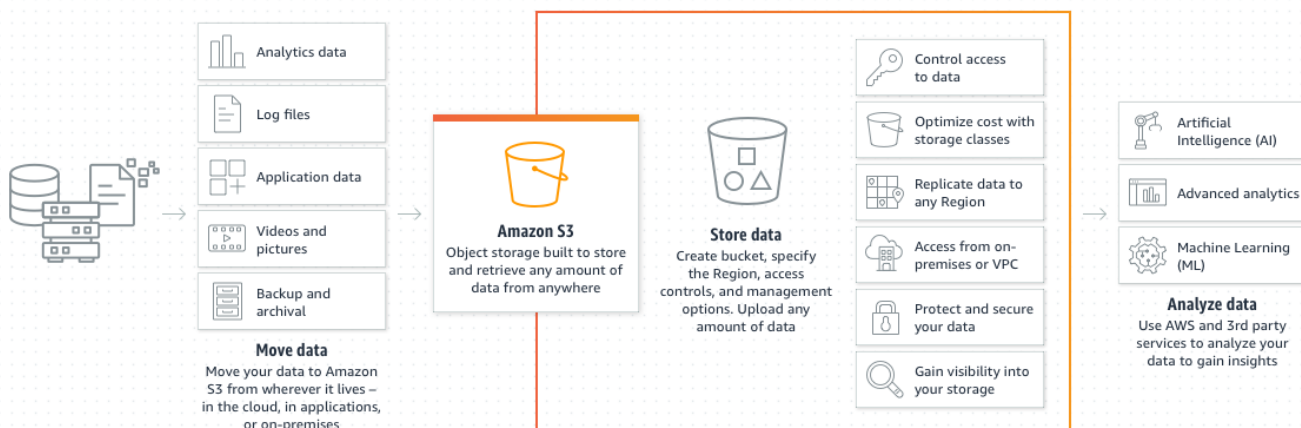 Analytics data
Log files
Application data
Videos and
pictures
Backup and
archival
Move data
Move your data to Amazon
S3 from wherever it lives –
in the cloud, in applications,
or on-premises
Amazon S3
Object storage built to store
and retrieve any amount of
data from anywhere
Store data
Create bucket, specify
the Region, access
controls, and management
options. Upload any
amount of data
Control access
to data
Optimize cost with
storage classes
Replicate data to
any Region
Access from on-
premises or VPC
Protect and secure
your data
Gain visibility into
your storage
Artificial
Intelligence (AI)
Advanced analytics
Machine Learning
(ML)
Analyze data
Use AWS and 3rd party
services to analyze your
data to gain insights